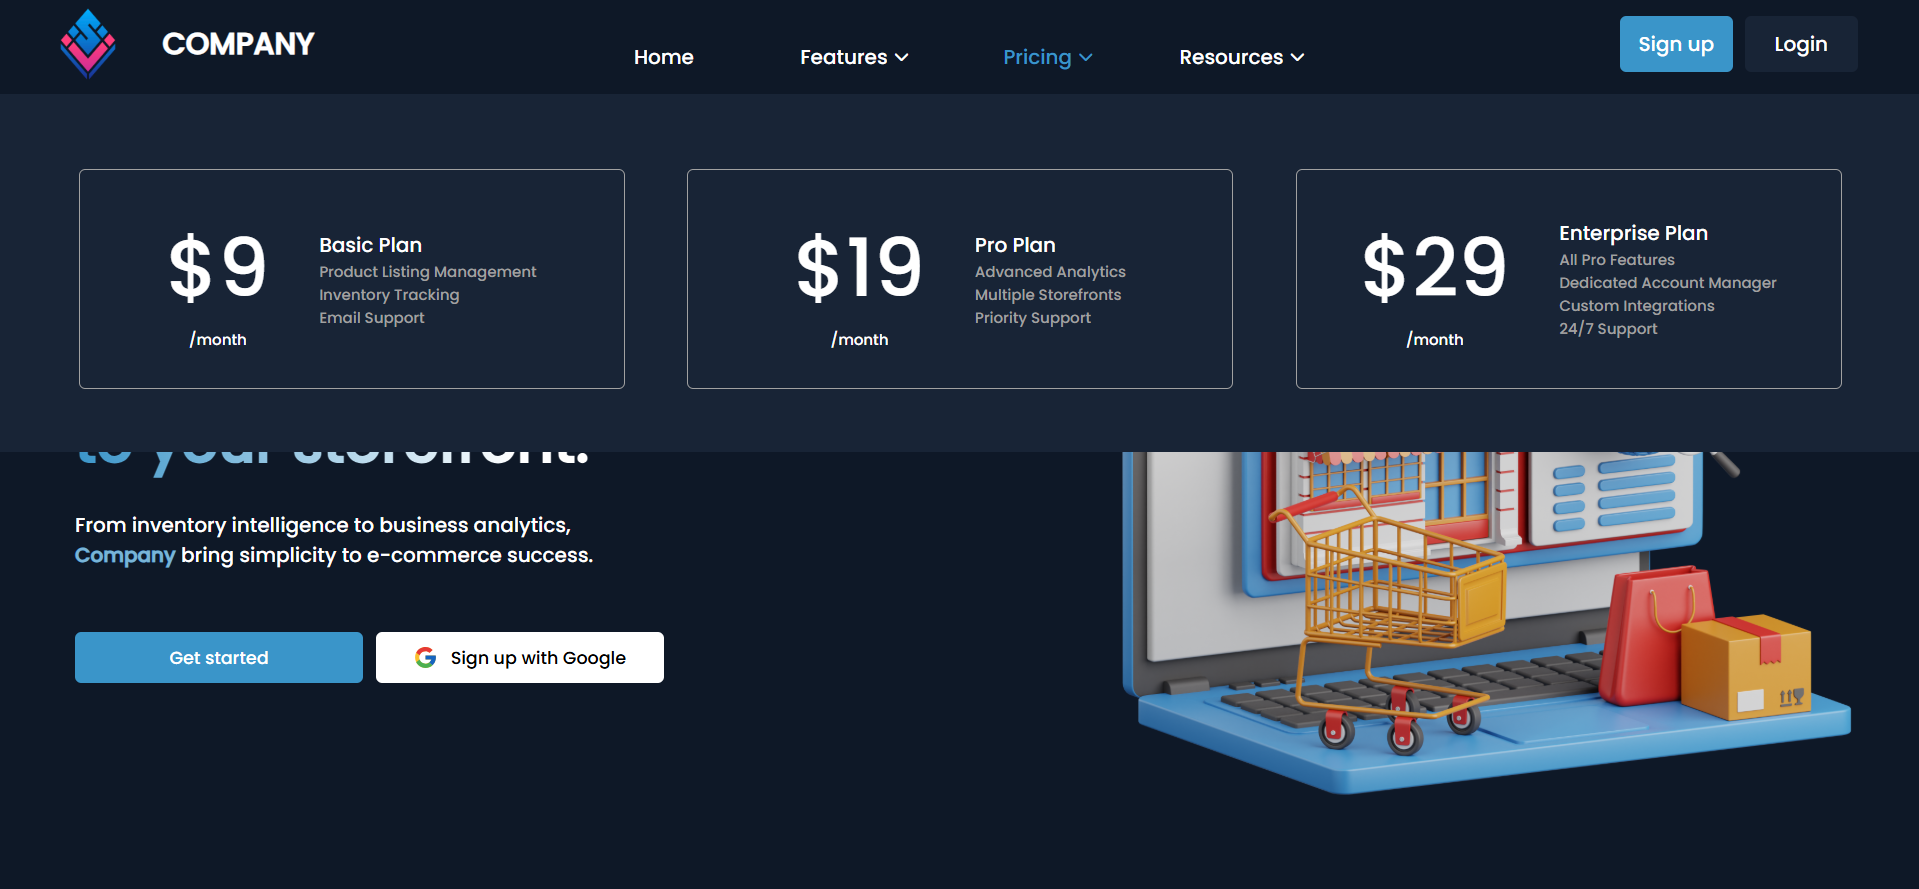 COMPANY
Home
Features
Pricing
Resources
Sign up
Login
$9
/month
Basic Plan
Product Listing Management
Inventory Tracking
Email Support
$19
/month
Pro Plan
Advanced Analytics
Multiple Storefronts
Priority Support
$29
/month
Enterprise Plan
All Pro Features
Dedicated Account Manager
Custom Integrations
24/7 Support
to your storefront.
From inventory intelligence to business analytics,
Company bring simplicity to e-commerce success.
Get started
Sign up with Google